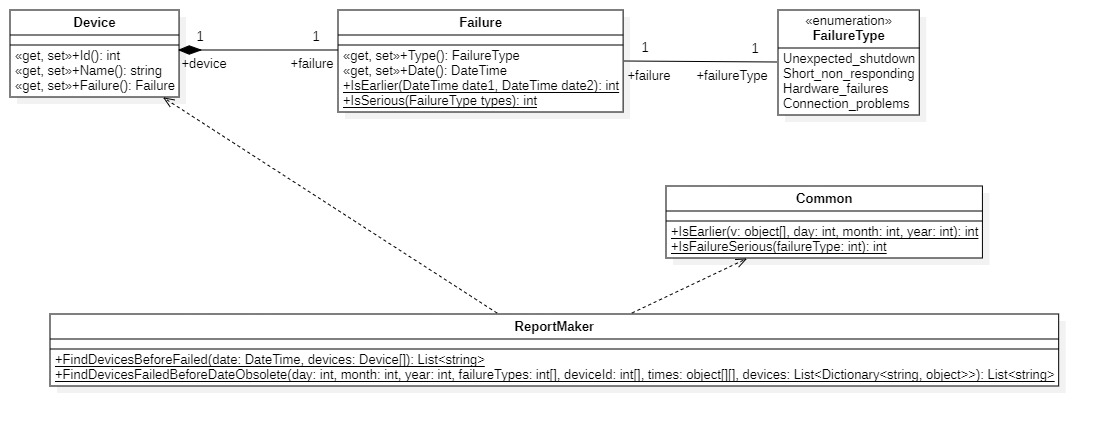 Device
«get, set»+Id(): int
«get, set»+Name(): string
«get, set»+Failure(): Failure
1
+device
1
+failure
Failure
«get, set»+Type(): FailureType
«get, set»+Date(): DateTime
+IsEarlier(DateTime date1, DateTime date2): int
+IsSerious(FailureType types): int
1
+failure
1
+failureType
«enumeration»
FailureType
Unexpected_shutdown
Short_non_responding
Hardware_failures
Connection_problems
Common
+IsEarlier(v: object[], day: int, month: int, year: int): int
+IsFailureSerious(failureType: int): int
ReportMaker
+FindDevicesBeforeFailed(date: DateTime, devices: Device[]): List<string>
+FindDevicesFailedBeforeDateObsolete(day: int, month: int, year: int, failureTypes: int[], deviceId: int[], times: object[][], devices: List<Dictionary<string, object>>): List<string>